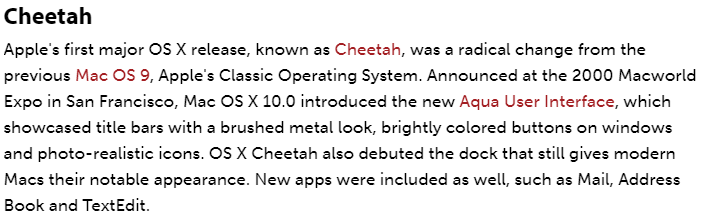 Cheetah
Apple's first major OS X release, known as Cheetah, was a radical change from the
previous Mac OS 9, Apple's Classic Operating System. Announced at the 2000 Macworld
Expo in San Francisco, Mac OS X 10.0 introduced the new Aqua User Interface, which
showcased title bars with a brushed metal look, brightly colored buttons on windows
and photo-realistic icons. OS X Cheetah also debuted the dock that still gives modern
Macs their notable appearance. New apps were included as well, such as Mail, Address
Book and TextEdit.